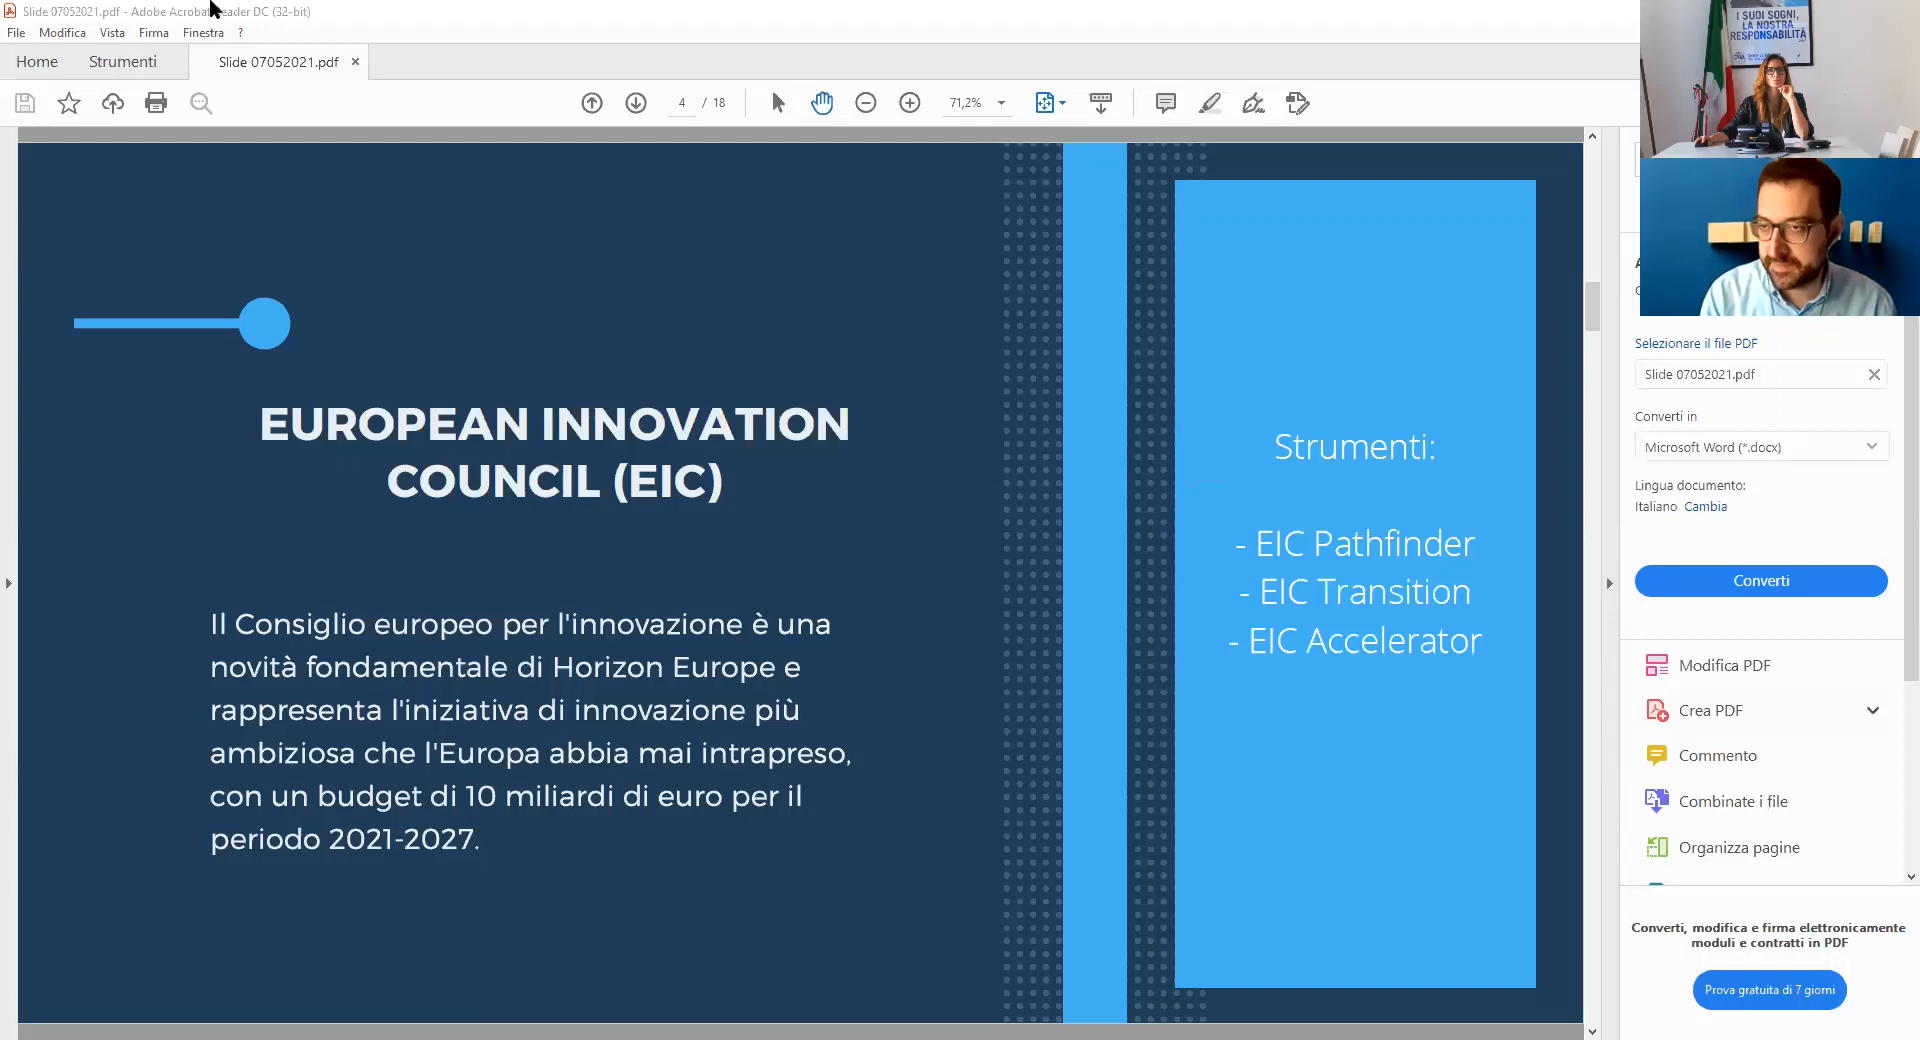 Slide 07052021.pdf - Adobe Acrobat Reader DC (32-bit)
File Modifica Vista Firma Finestra ?
Home Strumenti Slide 07052021.pdf ×
4 / 18 71,2%
EUROPEAN INNOVATION
COUNCIL (EIC)
Il Consiglio europeo per l'innovazione è una
novità fondamentale di Horizon Europe e
rappresenta l'iniziativa di innovazione più
ambiziosa che l'Europa abbia mai intrapreso,
con un budget di 10 miliardi di euro per il
periodo 2021-2027.
Strumenti:
- EIC Pathfinder
- EIC Transition
- EIC Accelerator
I SUOI SOGNI,
LA NOSTRA
RESPONSABILITÀ
Selezionare il file PDF
Slide 07052021.pdf
Converti in
Microsoft Word (*.docx)
Lingua documento:
Italiano Cambia
Converti
Modifica PDF
Crea PDF
Commento
Combinate i file
Organizza pagine
Converti, modifica e firma elettronicamente
moduli e contratti in PDF
Prova gratuita di 7 giorni